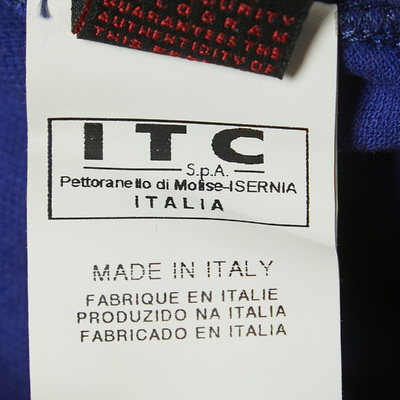 SECURITY
HOLOGRAM
GUARANTEES THE
AUTHENTICITY OF
ITC
S.p.A.
Pettoranello di Molise-ISERNIA
ITALIA
MADE IN ITALY
FABRIQUE EN ITALIE
PRODUZIDO NA ITALIA
FABRICADO EN ITALIA